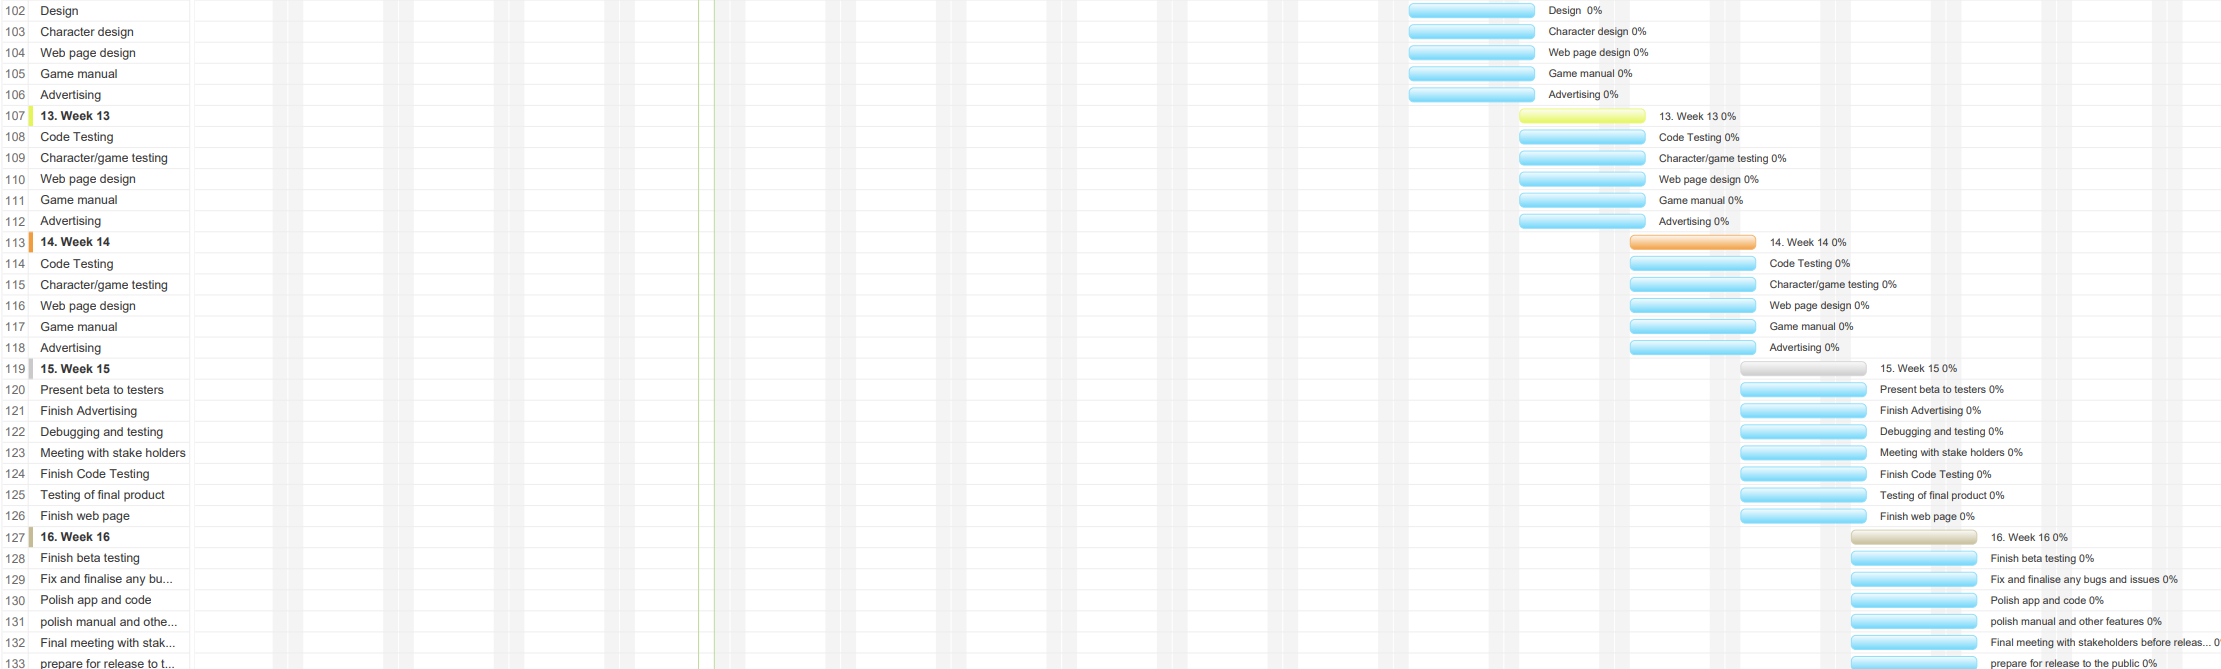 102 Design Design 0%
103 Character design Character design 0%
104 Web page design Web page design 0%
105 Game manual Game manual 0%
106 Advertising Advertising 0%
107 13. Week 13 13. Week 13 0%
108 Code Testing Code Testing 0%
109 Character/game testing Character/game testing 0%
110 Web page design Web page design 0%
111 Game manual Game manual 0%
112 Advertising Advertising 0%
113 14. Week 14 14. Week 14 0%
114 Code Testing Code Testing 0%
115 Character/game testing Character/game testing 0%
116 Web page design Web page design 0%
117 Game manual Game manual 0%
118 Advertising Advertising 0%
119 15. Week 15 15. Week 15 0%
120 Present beta to testers Present beta to testers 0%
121 Finish Advertising Finish Advertising 0%
122 Debugging and testing Debugging and testing 0%
123 Meeting with stake holders Meeting with stake holders 0%
124 Finish Code Testing Finish Code Testing 0%
125 Testing of final product Testing of final product 0%
126 Finish web page Finish web page 0%
127 16. Week 16 16. Week 16 0%
128 Finish beta testing Finish beta testing 0%
129 Fix and finalise any bu... Fix and finalise any bugs and issues 0%
130 Polish app and code Polish app and code 0%
131 polish manual and othe... polish manual and other features 0%
132 Final meeting with stak... Final meeting with stakeholders before releas... 0
133 prepare for release to t... prepare for release to the public 0%